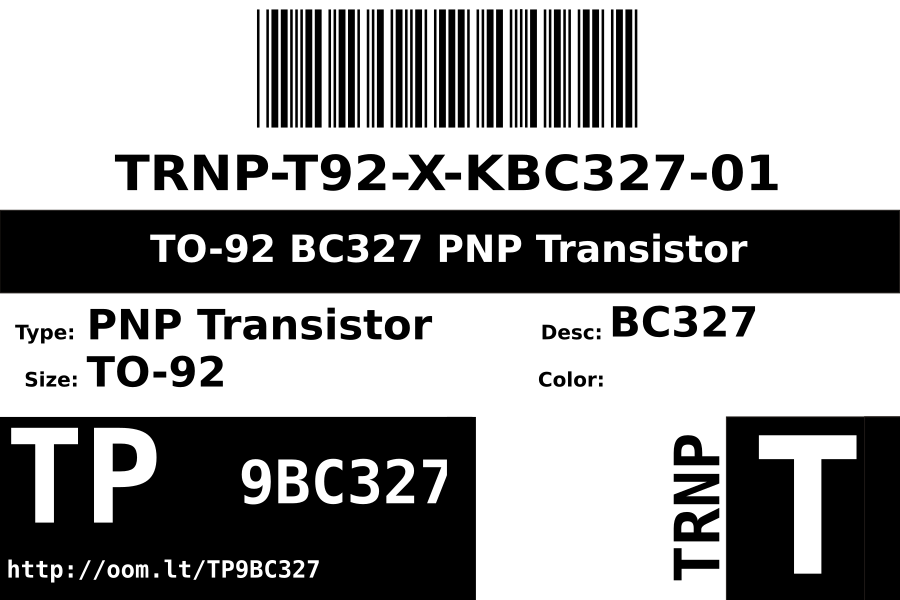 TRNP-T92-X-KBC327-01
TO-92 BC327 PNP Transistor
Type: PNP Transistor
Desc: BC327
Size: TO-92
Color:
TP
9BC327
http://oom.lt/TP9BC327
TRNP
T